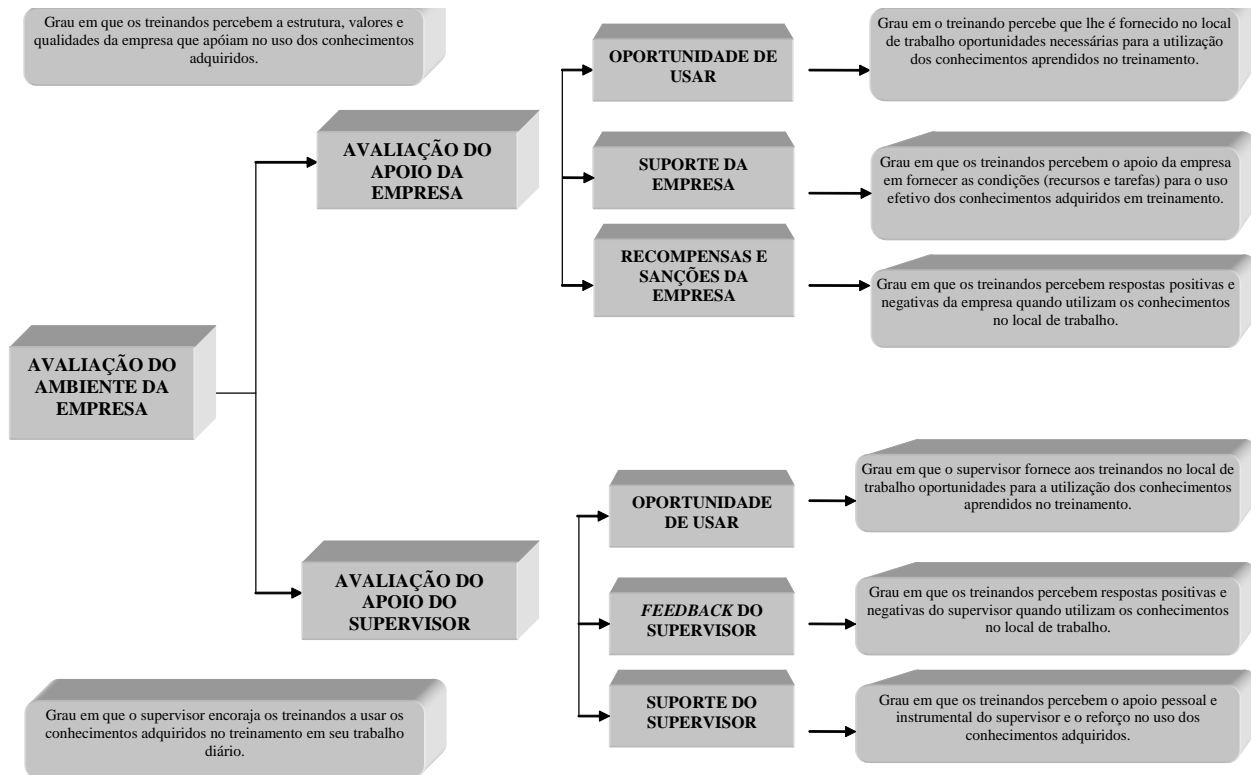 Grau em que os treinandos percebem a estrutura, valores e
qualidades da empresa que apóiam no uso dos conhecimentos
adquiridos.
AVALIAÇÃO DO
AMBIENTE DA
EMPRESA
AVALIAÇÃO DO
APOIO DA
EMPRESA
OPORTUNIDADE DE
USAR
Grau em o treinando percebe que lhe é fornecido no local
de trabalho oportunidades necessárias para a utilização
dos conhecimentos aprendidos no treinamento.
SUPORTE DA
EMPRESA
Grau em que os treinandos percebem o apoio da empresa
em fornecer as condições (recursos e tarefas) para o uso
efetivo dos conhecimentos adquiridos em treinamento.
RECOMPENSAS E
SANÇÕES DA
EMPRESA
Grau em que os treinandos percebem respostas positivas e
negativas da empresa quando utilizam os conhecimentos
no local de trabalho.
AVALIAÇÃO DO
APOIO DO
SUPERVISOR
OPORTUNIDADE
DE USAR
Grau em que o supervisor fornece aos treinandos no local de
trabalho oportunidades para a utilização dos conhecimentos
aprendidos no treinamento.
FEEDBACK DO
SUPERVISOR
Grau em que os treinandos percebem respostas positivas e
negativas do supervisor quando utilizam os conhecimentos
no local de trabalho.
SUPORTE DO
SUPERVISOR
Grau em que os treinandos percebem o apoio pessoal e
instrumental do supervisor e o reforço no uso dos
conhecimentos adquiridos.
Grau em que o supervisor encoraja os treinandos a usar os
conhecimentos adquiridos no treinamento em seu trabalho
diário.